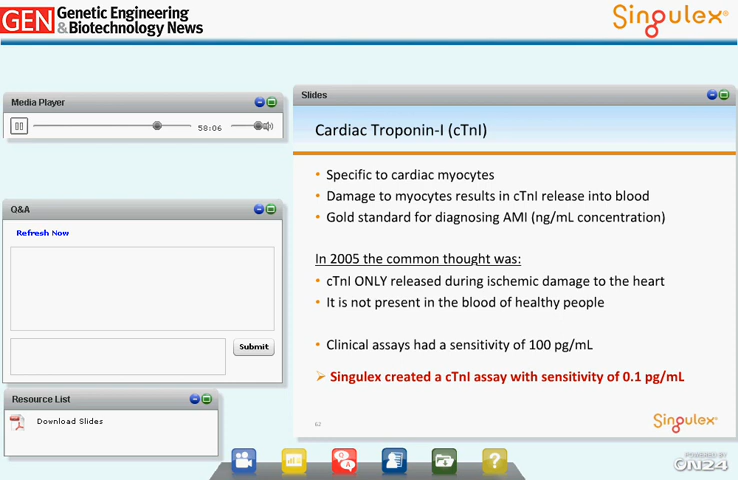 GEN Genetic Engineering
& Biotechnology News
Singulex®
Media Player
58:06
Q&A
Refresh Now
Submit
Resource List
Download Slides
Slides
Cardiac Troponin-I (cTnI)
• Specific to cardiac myocytes
• Damage to myocytes results in cTnI release into blood
• Gold standard for diagnosing AMI (ng/mL concentration)
In 2005 the common thought was:
• cTnI ONLY released during ischemic damage to the heart
• It is not present in the blood of healthy people
• Clinical assays had a sensitivity of 100 pg/mL
➢ Singulex created a cTnI assay with sensitivity of 0.1 pg/mL
62
Singulex®
Q
A
?
POWERED BY
ON24